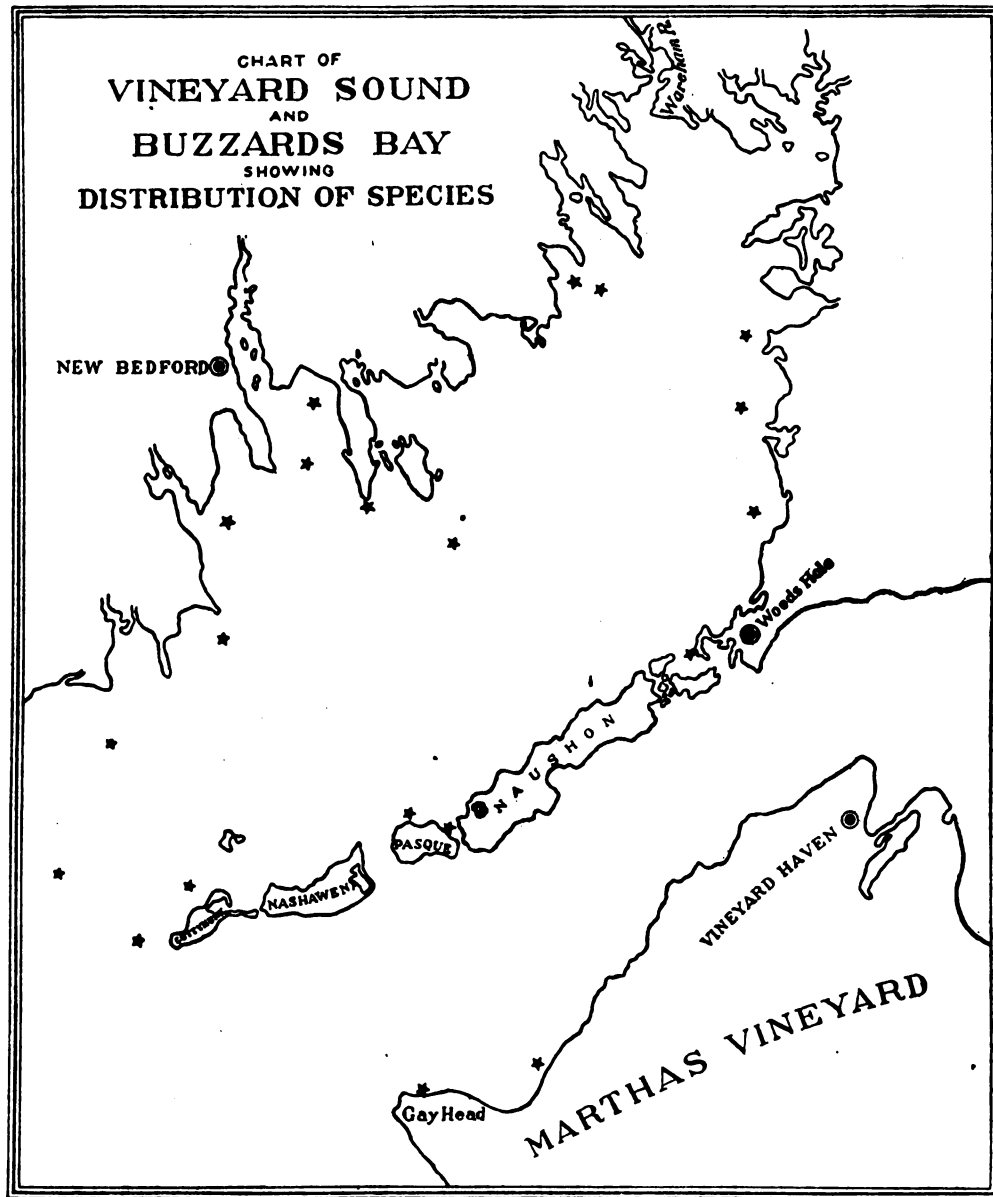 CHART OF
VINEYARD SOUND
AND
BUZZARDS BAY
SHOWING
DISTRIBUTION OF SPECIES
Wareham R.
NEW BEDFORD
Woods Hole
NAUSHON
PASQUE
NASHAWENA
VINEYARD HAVEN
MARTHAS VINEYARD
Gay Head